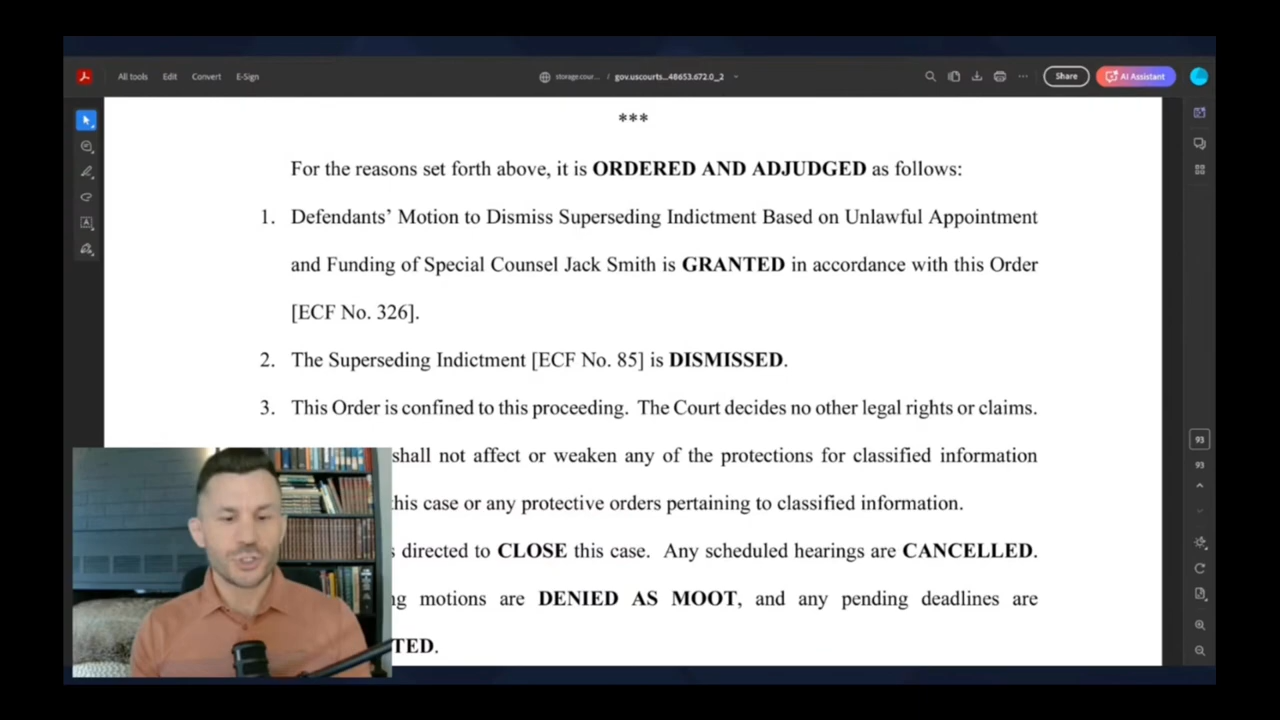 All tools Edit Convert E-Sign
storage.cour... / gov.uscourts...48653.672.0_2
Share
AI Assistant
***
For the reasons set forth above, it is ORDERED AND ADJUDGED as follows:
1. Defendants' Motion to Dismiss Superseding Indictment Based on Unlawful Appointment
and Funding of Special Counsel Jack Smith is GRANTED in accordance with this Order
[ECF No. 326].
2. The Superseding Indictment [ECF No. 85] is DISMISSED.
3. This Order is confined to this proceeding. The Court decides no other legal rights or claims.
shall not affect or weaken any of the protections for classified information
this case or any protective orders pertaining to classified information.
s directed to CLOSE this case. Any scheduled hearings are CANCELLED.
ng motions are DENIED AS MOOT, and any pending deadlines are
TED.
93
93